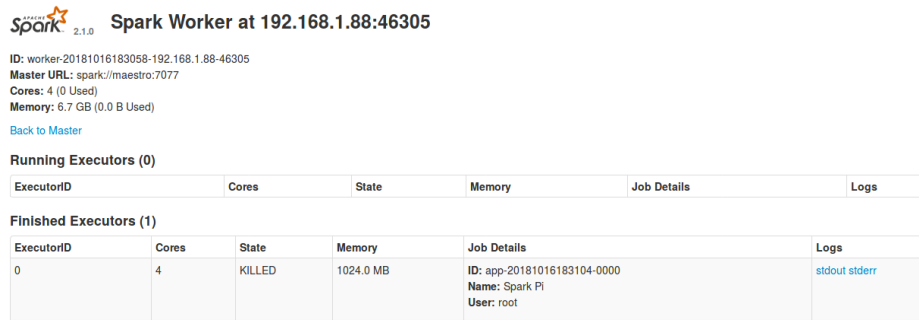 APACHE Spark 2.1.0 Spark Worker at 192.168.1.88:46305
ID: worker-20181016183058-192.168.1.88-46305
Master URL: spark://maestro:7077
Cores: 4 (0 Used)
Memory: 6.7 GB (0.0 B Used)
Back to Master
Running Executors (0)
ExecutorID Cores State Memory Job Details Logs
Finished Executors (1)
ExecutorID Cores State Memory Job Details Logs
0 4 KILLED 1024.0 MB ID: app-20181016183104-0000 stdout stderr
Name: Spark Pi
User: root